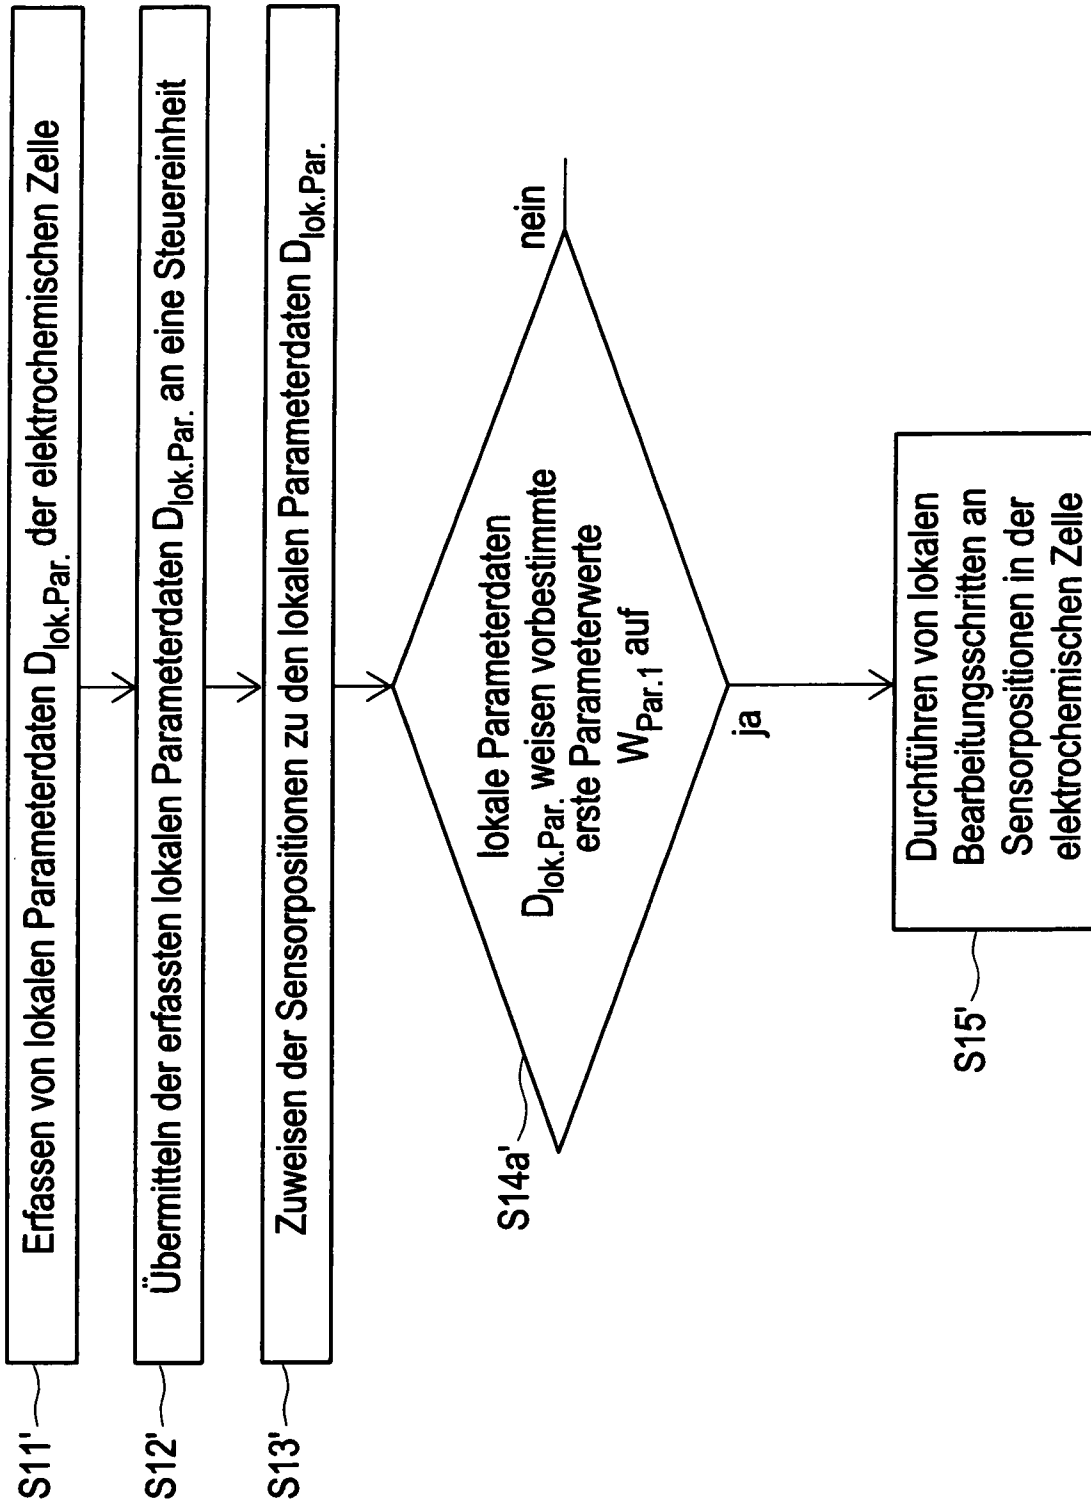 S11'
Erfassen von lokalen Parameterdaten Dlok.Par. der elektrochemischen Zelle
S12'
Übermitteln der erfassten lokalen Parameterdaten Dlok.Par. an eine Steuereinheit
S13'
Zuweisen der Sensorpositionen zu den lokalen Parameterdaten Dlok.Par.
S14a'
lokale Parameterdaten
Dlok.Par. weisen vorbestimmte
erste Parameterwerte
WPar.1 auf
nein
ja
S15'
Durchführen von lokalen
Bearbeitungsschritten an
Sensorpositionen in der
elektrochemischen Zelle